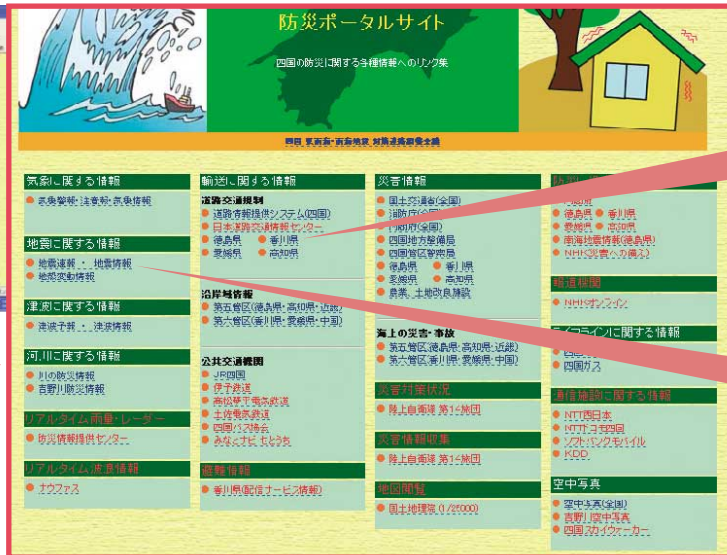 防災ポータルサイト
四国の防災に関する各種情報へのリンク集
気象に関する情報
気象警報・注意報・気象情報
地震に関する情報
地震速報・ 地震情報
地殻変動情報
津波に関する情報
津波予報・ 津波情報
河川に関する情報
川の防災情報
吉野川防災情報
リアルタイム雨量・レーダー
防災情報提供センター
リアルタイム波浪情報
ナウファス
輸送に関する情報
道路交通規制
道路情報提供システム(四国)
日本道路交通情報センター
徳島県 香川県
愛媛県 高知県
沿岸域情報
第五管区(徳島県・高知県・近畿)
第六管区(香川県・愛媛県・中国)
公共交通機関
JR四国
伊予鉄道
高松琴平電気鉄道
土佐電気鉄道
四国バス協会
みなとナビ せとうち
避難情報
香川県(配信サービス情報)
災害情報
国土交通省(全国)
消防庁(全国)
内閣府(全国)
四国地方整備局
四国管区警察局
徳島県 香川県
愛媛県 高知県
農業、土地改良施設
海上の災害・事故
第五管区(徳島県・高知県・近畿)
第六管区(香川県・愛媛県・中国)
災害対策状況
陸上自衛隊 第14旅団
災害情報収集
陸上自衛隊 第14旅団
地図閲覧
国土地理院 (1/25000)
徳島県 香川県
愛媛県 高知県
南海地震情報(徳島県)
NHK(災害への備え)
報道機関
NHKオンライン
ライフラインに関する情報
四国ガス
通信施設に関する情報
NTT西日本
NTTドコモ四国
ソフトバンクモバイル
KDD
空中写真
空中写真(全国)
吉野川空中写真
四国スカイウォーカー